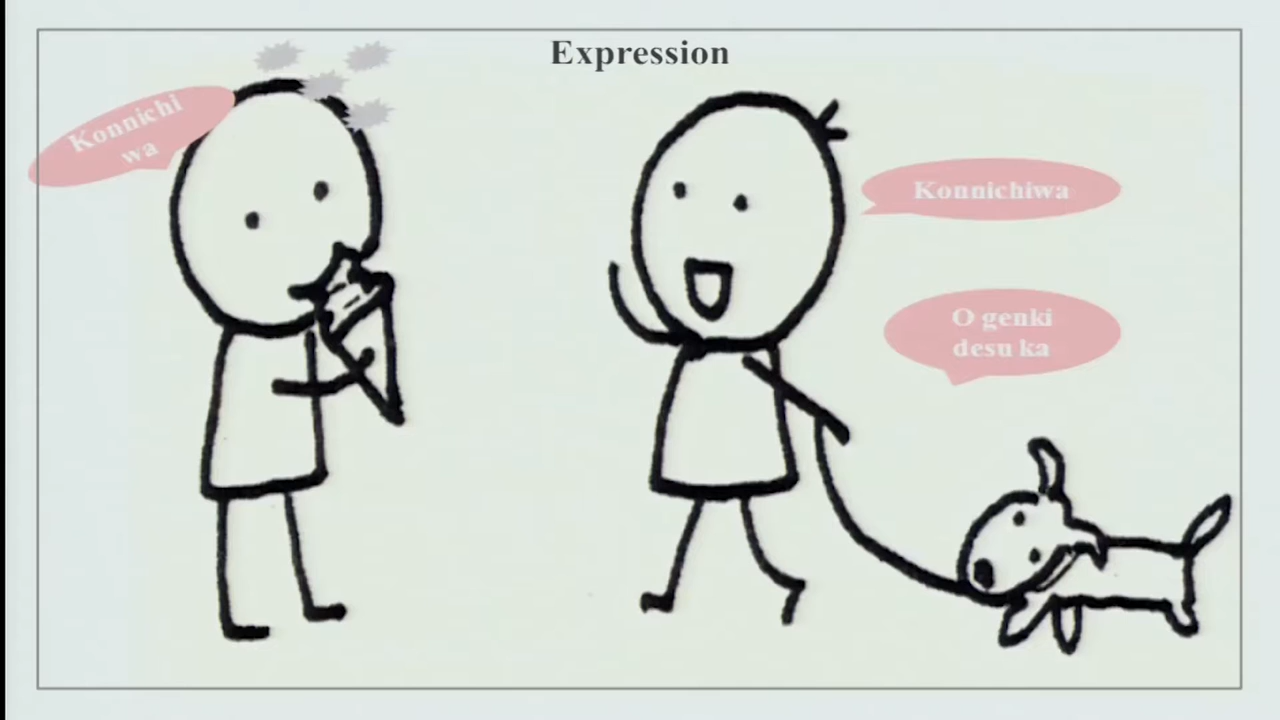 Expression
Konnichi
wa
Konnichiwa
O genki
desu ka